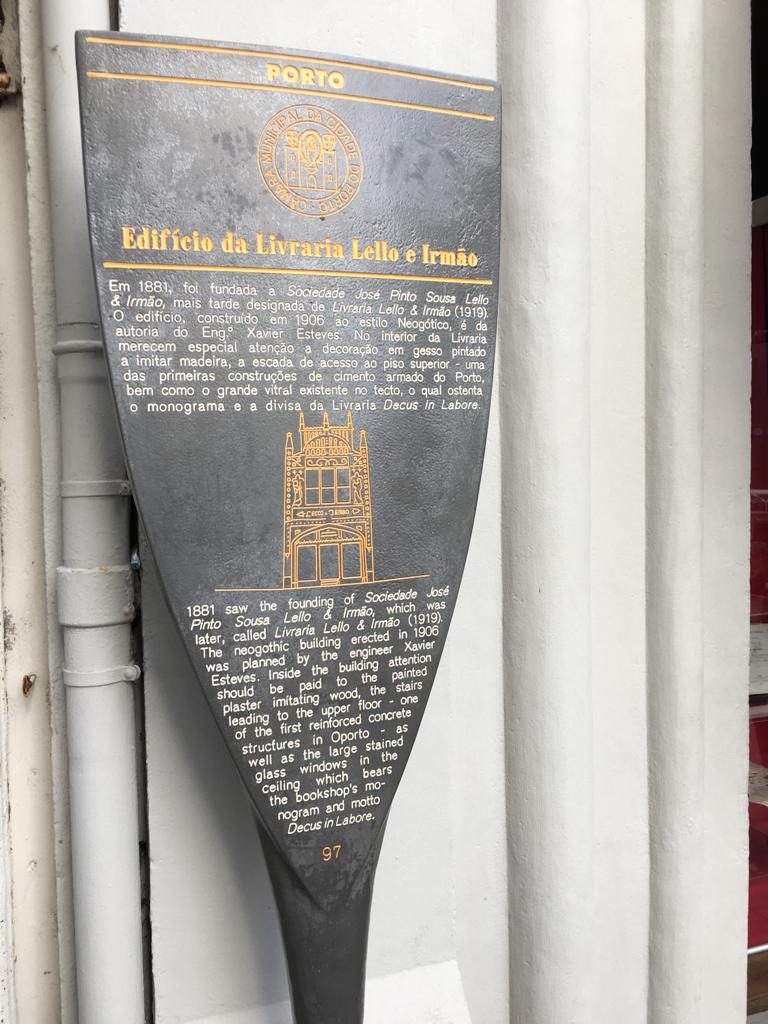 PORTO
CÂMARA MUNICIPAL DA CIDADE DO PORTO
Edifício da Livraria Lello e Irmão
Em 1881, foi fundada a Sociedade José Pinto Sousa Lello
& Irmão, mais tarde designada de Livraria Lello & Irmão (1919).
O edifício, construído em 1906 ao estilo Neogótico, é da
autoria do Eng.º Xavier Esteves. No interior da Livraria
merecem especial atenção a decoração em gesso pintado
a imitar madeira, a escada de acesso ao piso superior - uma
das primeiras construções de cimento armado do Porto,
bem como o grande vitral existente no tecto, o qual ostenta
o monograma e a divisa da Livraria Decus in Labore.
1881 saw the founding of Sociedade José
Pinto Sousa Lello & Irmão, which was
later, called Livraria Lello & Irmão (1919).
The neogothic building erected in 1906
was planned by the engineer Xavier
Esteves. Inside the building attention
should be paid to the painted
plaster imitating wood, the stairs
leading to the upper floor - one
of the first reinforced concrete
structures in Oporto - as
well as the large stained
glass windows in the
ceiling which bears
the bookshop's mo-
nogram and motto
Decus in Labore.
97